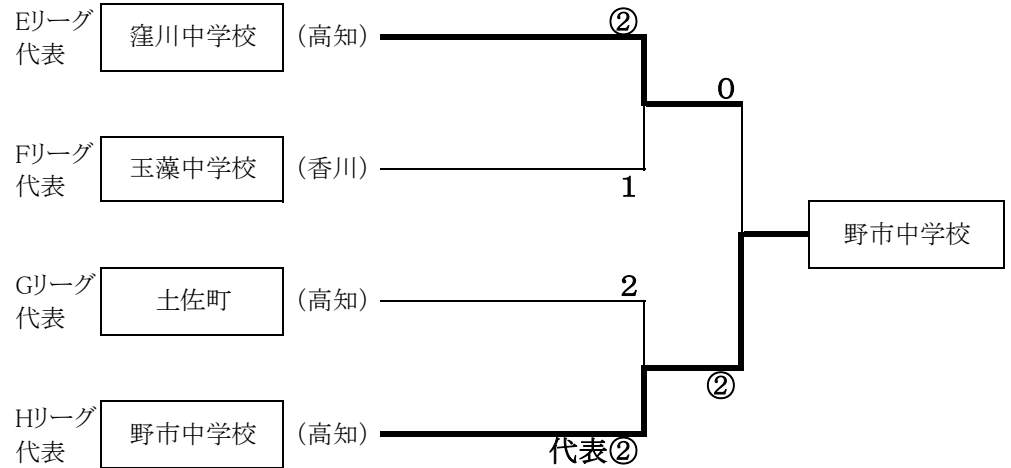 Eリーグ
代表
窪川中学校
(高知)
②
0
Fリーグ
代表
玉藻中学校
(香川)
1
野市中学校
Gリーグ
代表
土佐町
(高知)
2
②
Hリーグ
代表
野市中学校
(高知)
代表②